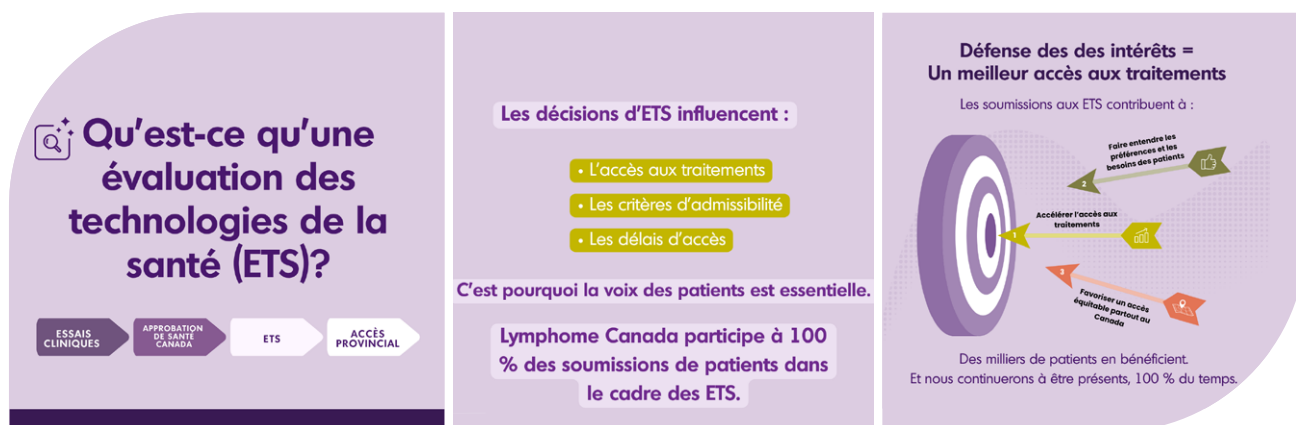 Qu'est-ce qu'une
évaluation des
technologies de la
santé (ETS)?
ESSAIS
CLINIQUES
APPROBATION
DE SANTE
CANADA
ETS
ACCÈS
PROVINCIAL
Les décisions d'ETS influencent :
• L'accès aux traitements
• Les critères d'admissibilité
• Les délais d'accès
C'est pourquoi la voix des patients est essentielle.
Lymphome Canada participe à 100
% des soumissions de patients dans
le cadre des ETS.
Défense des des intérêts =
Un meilleur accès aux traitements
Les soumissions aux ETS contribuent à :
Faire entendre les
préférences et les
besoins des patients
2
Accélérer l'accès aux
traitements
1
3
Favoriser un accès
équitable partout au
Canada
Des milliers de patients en bénéficient.
Et nous continuerons à être présents, 100 % du temps.